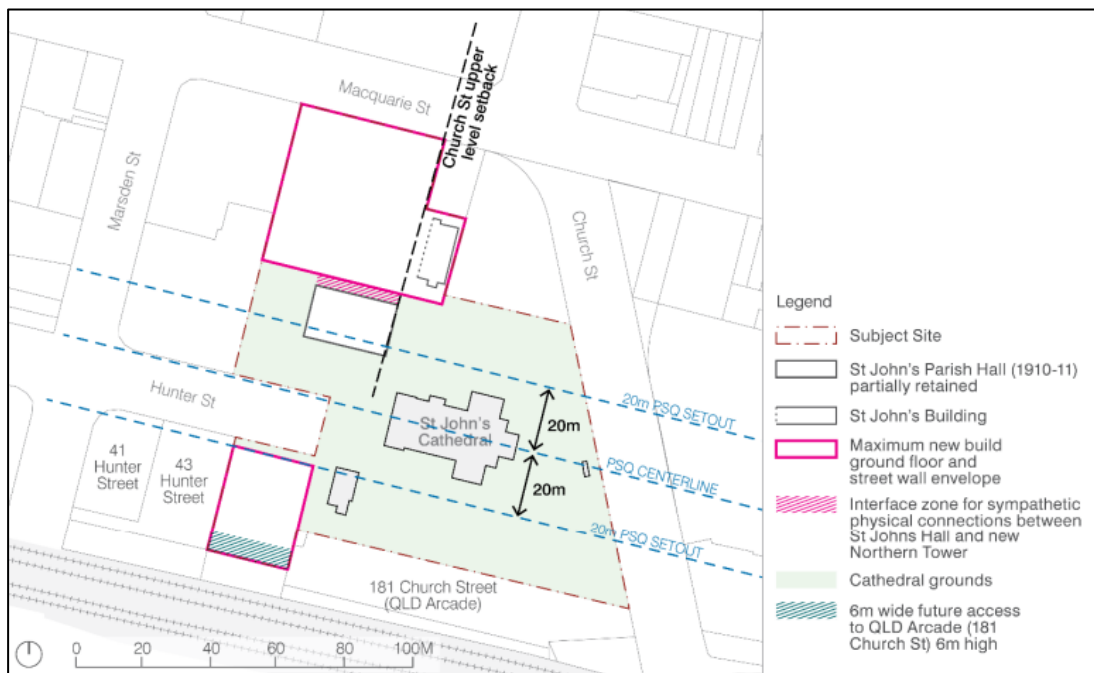 Macquarie St
Church St upper
level setback
Marsden St
Church St
Hunter St
20m PSQ SETOUT
St John's
Cathedral
20m
PSQ CENTERLINE
20m
20m PSQ SETOUT
41
Hunter
Street
43
Hunter
Street
181 Church Street
(QLD Arcade)
0 20 40 60 80 100M
Legend
Subject Site
St John's Parish Hall (1910-11)
partially retained
St John's Building
Maximum new build
ground floor and
street wall envelope
Interface zone for sympathetic
physical connections between
St Johns Hall and new
Northern Tower
Cathedral grounds
6m wide future access
to QLD Arcade (181
Church St) 6m high